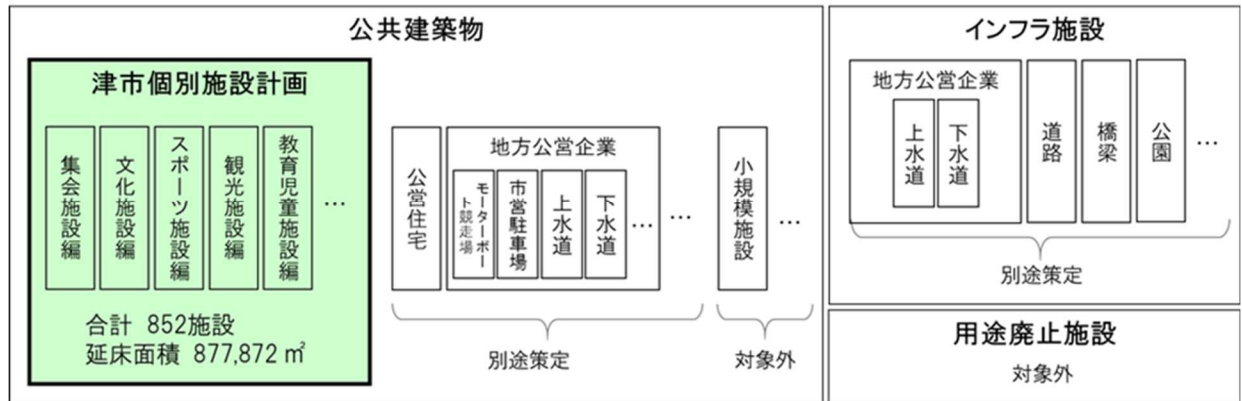 公共建築物
津市個別施設計画
集会施設編
文化施設編
スポーツ施設編
観光施設編
教育児童施設編
…
合計 852施設
延床面積 877,872 ㎡
公営住宅
地方公営企業
モーターボー
ト競走場
市営駐車場
上水道
下水道
…
…
別途策定
小規模施設
…
対象外
インフラ施設
地方公営企業
上水道
下水道
道路
橋梁
公園
…
別途策定
用途廃止施設
対象外